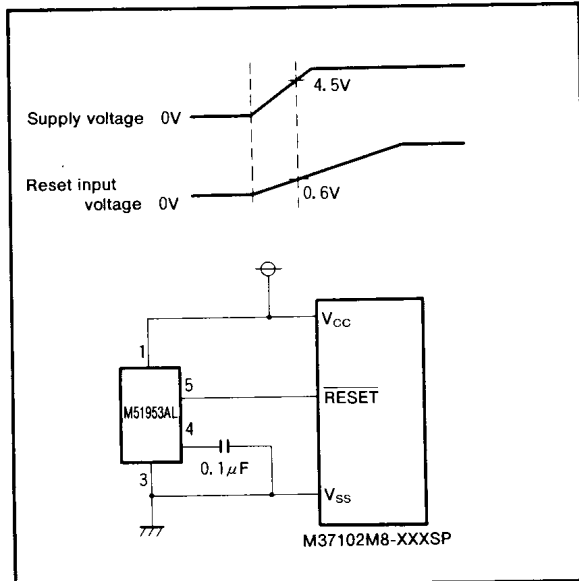 4.5V
Supply voltage 0V
Reset input
voltage 0V
0.6V
1
VCC
5
M51953AL
RESET
4
0.1μF
3
VSS
M37102M8-XXXSP